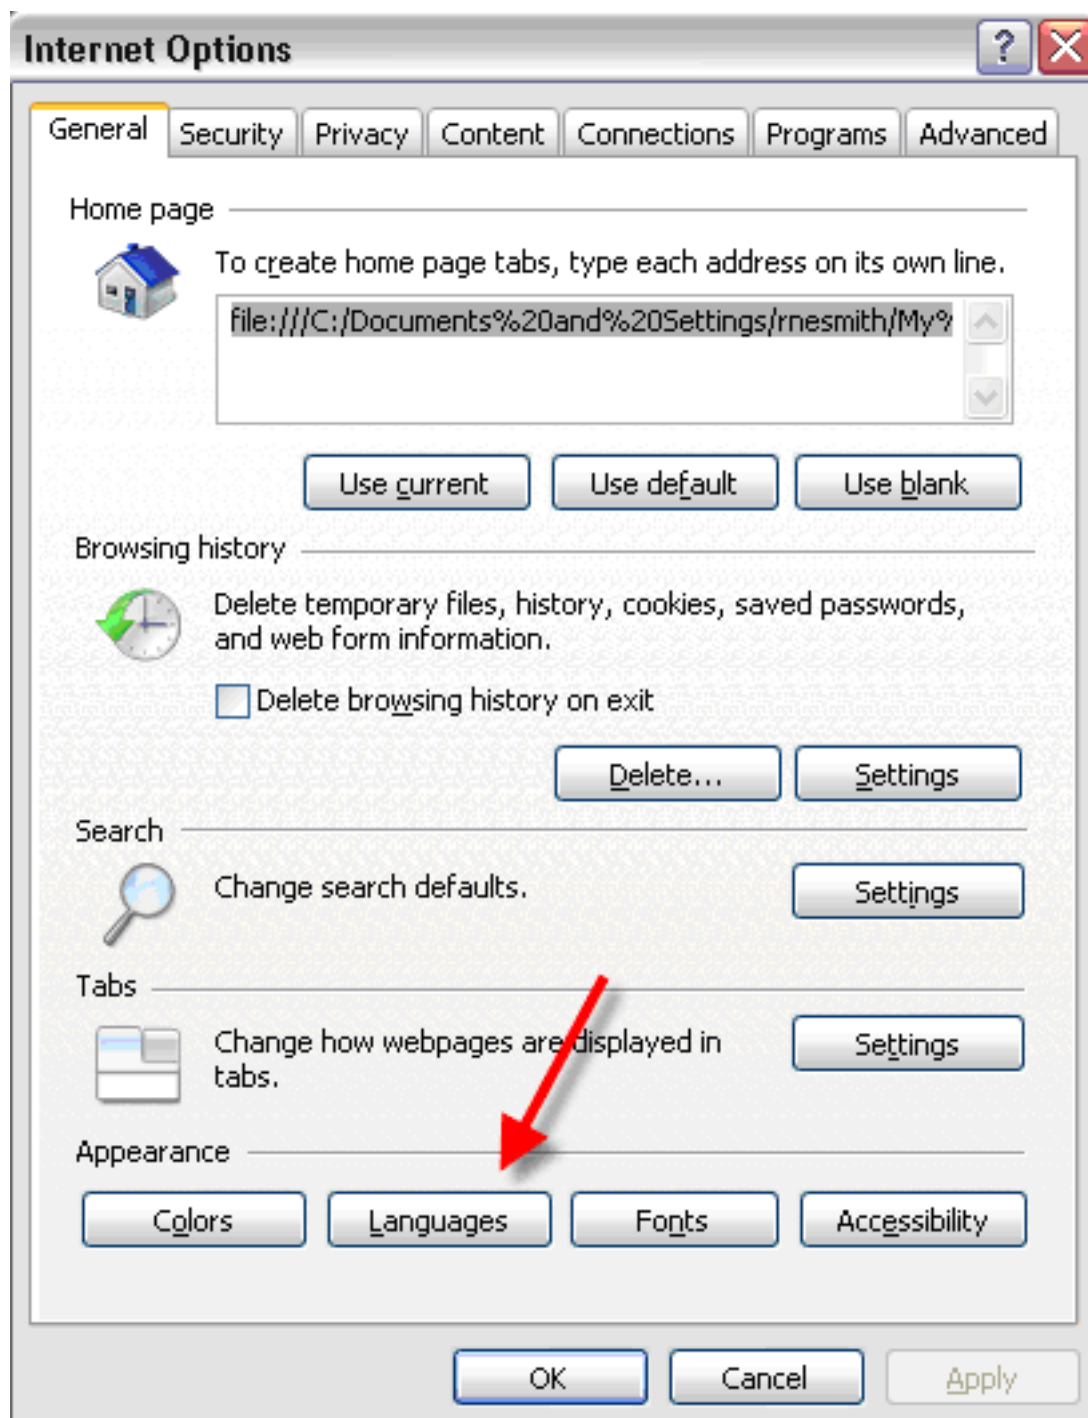 Internet Options
?
General Security Privacy Content Connections Programs Advanced
Home page
To create home page tabs, type each address on its own line.
file:///C:/Documents%20and%20Settings/rnesmith/My%
Use current Use default Use blank
Browsing history
Delete temporary files, history, cookies, saved passwords,
and web form information.
Delete browsing history on exit
Delete... Settings
Search
Change search defaults. Settings
Tabs
Change how webpages are displayed in Settings
tabs.
Appearance
Colors Languages Fonts Accessibility
OK Cancel Apply